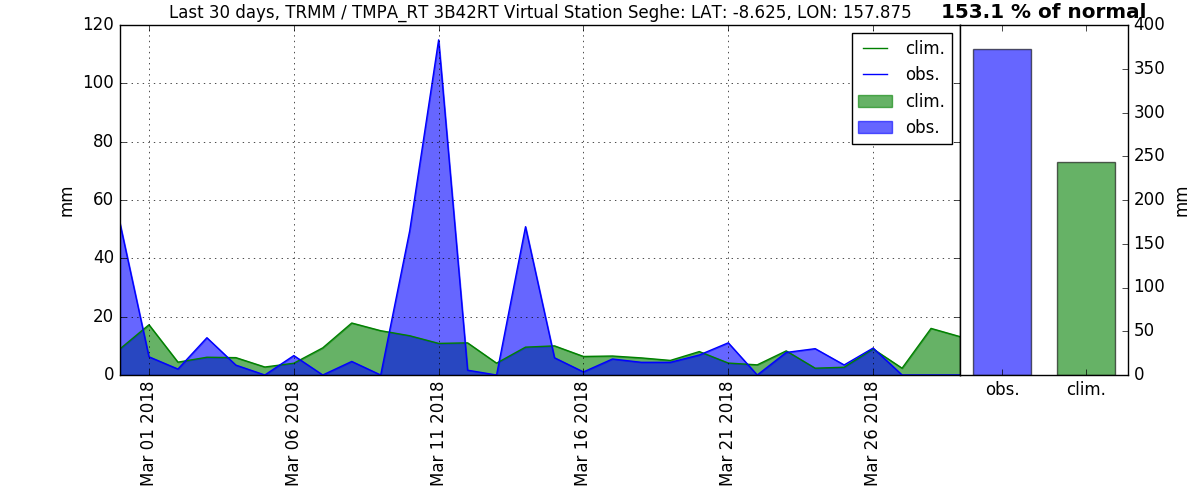 Last 30 days, TRMM / TMPA_RT 3B42RT Virtual Station Seghe: LAT: -8.625, LON: 157.875
153.1 % of normal
120
100
80
60
40
20
0
mm
clim.
obs.
clim.
obs.
400
350
300
250
200
150
100
50
0
mm
Mar 01 2018
Mar 06 2018
Mar 11 2018
Mar 16 2018
Mar 21 2018
Mar 26 2018
obs.
clim.